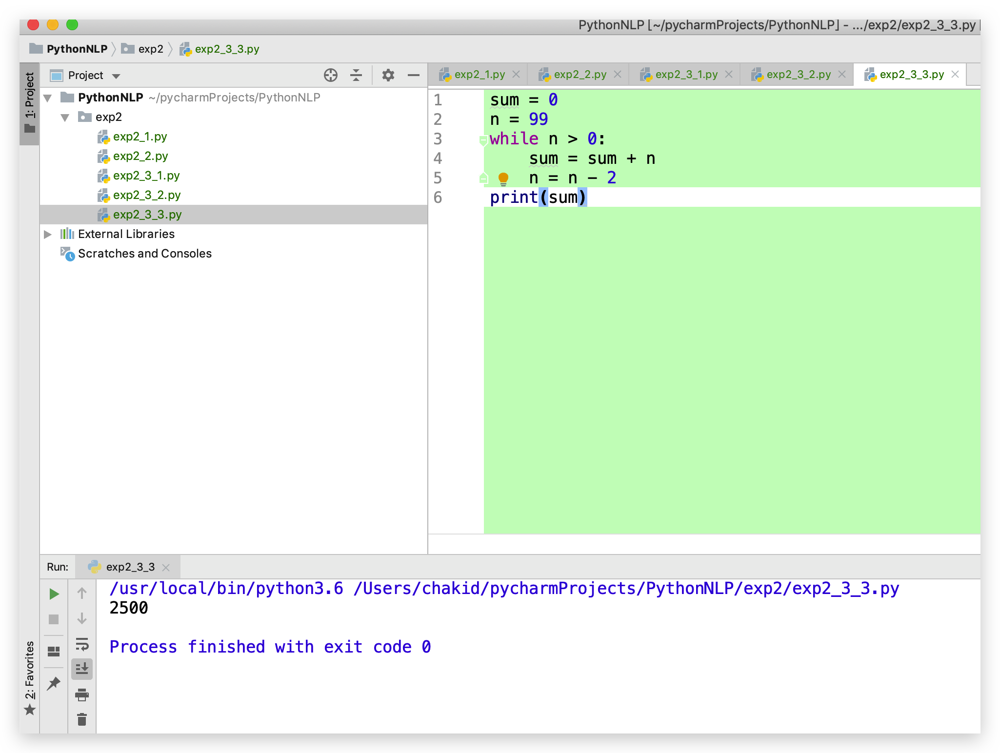 PythonNLP [~/pycharmProjects/PythonNLP] - .../exp2/exp2_3_3.py
PythonNLP exp2 exp2_3_3.py
1: Project
Project
exp2_1.py exp2_2.py exp2_3_1.py exp2_3_2.py exp2_3_3.py
PythonNLP ~/pycharmProjects/PythonNLP
exp2
exp2_1.py
exp2_2.py
exp2_3_1.py
exp2_3_2.py
exp2_3_3.py
External Libraries
Scratches and Consoles
1 sum = 0
2 n = 99
3 while n > 0:
4     sum = sum + n
5     n = n - 2
6 print(sum)
Run: exp2_3_3
/usr/local/bin/python3.6 /Users/chakid/pycharmProjects/PythonNLP/exp2/exp2_3_3.py
2500
Process finished with exit code 0
2: Favorites